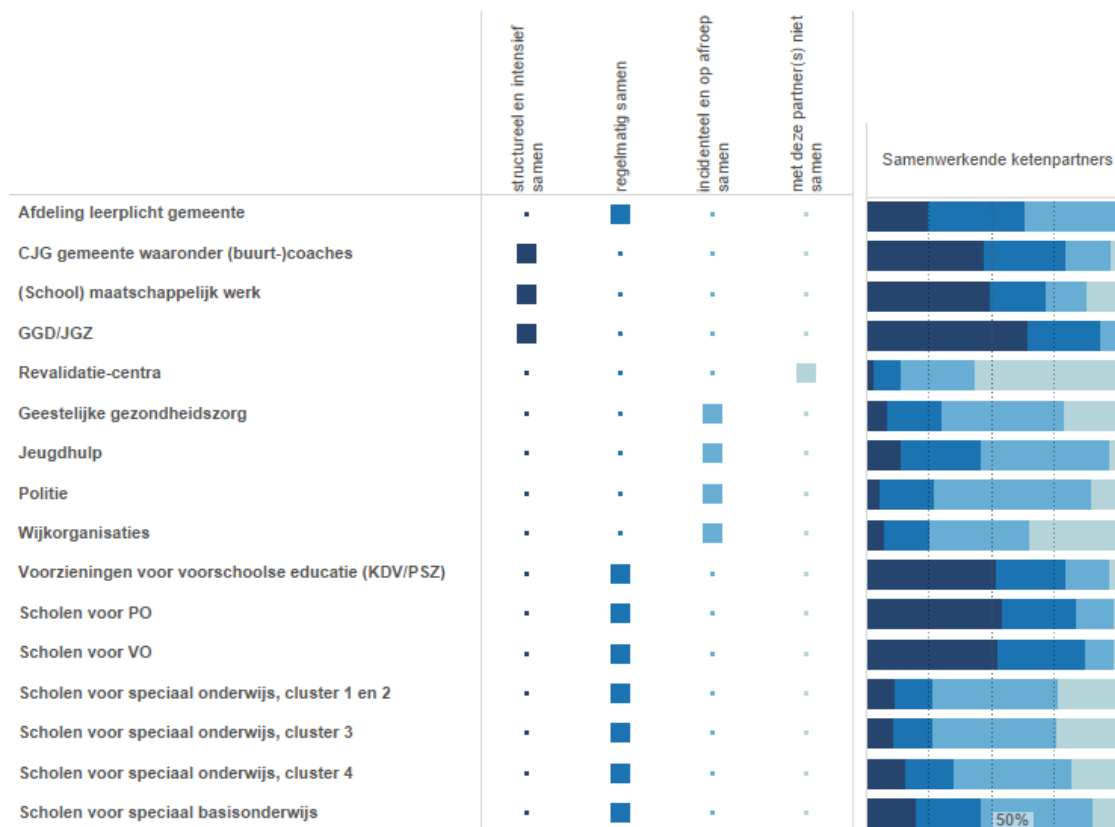 structureel en intensief
samen
regelmatig samen
incidenteel en op afroep
samen
met deze partner(s) niet
samen
Samenwerkende ketenpartners
Afdeling leerplicht gemeente
CJG gemeente waaronder (buurt-)coaches
(School) maatschappelijk werk
GGD/JGZ
Revalidatie-centra
Geestelijke gezondheidszorg
Jeugdhulp
Politie
Wijkorganisaties
Voorzieningen voor voorschoolse educatie (KDV/PSZ)
Scholen voor PO
Scholen voor VO
Scholen voor speciaal onderwijs, cluster 1 en 2
Scholen voor speciaal onderwijs, cluster 3
Scholen voor speciaal onderwijs, cluster 4
Scholen voor speciaal basisonderwijs
50%